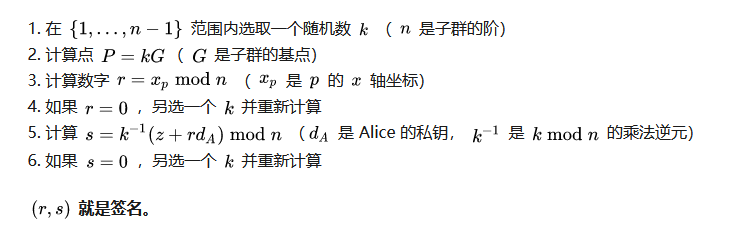 1. 在 {1, . . . , n − 1} 范围内选取一个随机数 k （ n 是子群的阶）
2. 计算点 P = kG （ G 是子群的基点）
3. 计算数字 r = xₚ mod n （ xₚ 是 p 的 x 轴坐标）
4. 如果 r = 0 ，另选一个 k 并重新计算
5. 计算 s = k⁻¹(z + rd_A) mod n （ d_A 是 Alice 的私钥， k⁻¹ 是 k mod n 的乘法逆元）
6. 如果 s = 0 ，另选一个 k 并重新计算
(r, s) 就是签名。